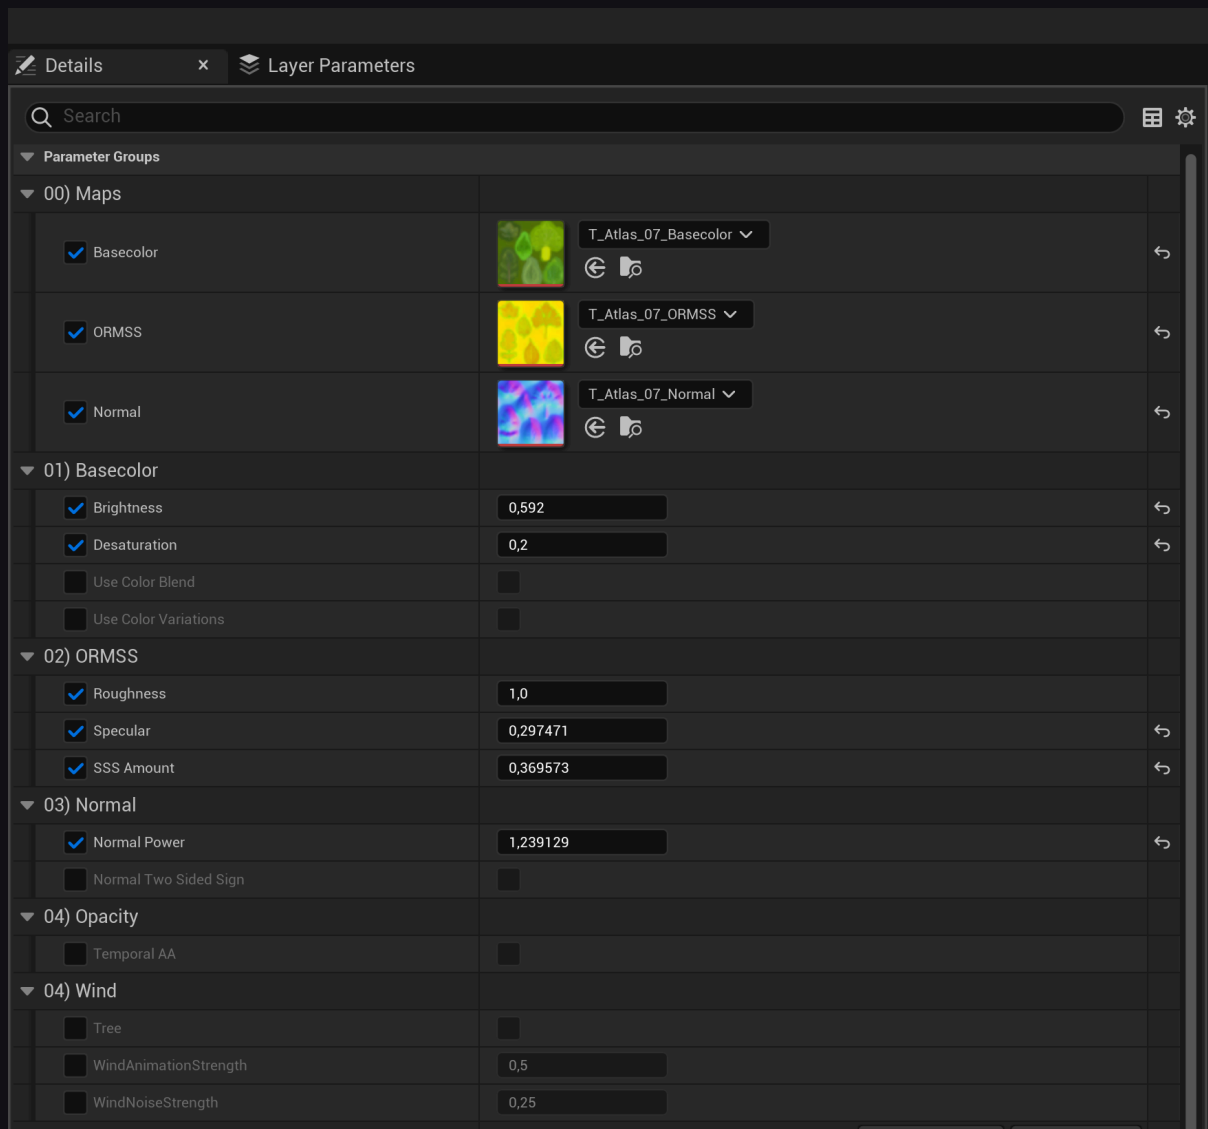 Details
Layer Parameters
Search
Parameter Groups
00) Maps
Basecolor
T_Atlas_07_Basecolor
ORMSS
T_Atlas_07_ORMSS
Normal
T_Atlas_07_Normal
01) Basecolor
Brightness
0,592
Desaturation
0,2
Use Color Blend
Use Color Variations
02) ORMSS
Roughness
1,0
Specular
0,297471
SSS Amount
0,369573
03) Normal
Normal Power
1,239129
Normal Two Sided Sign
04) Opacity
Temporal AA
04) Wind
Tree
WindAnimationStrength
0,5
WindNoiseStrength
0,25